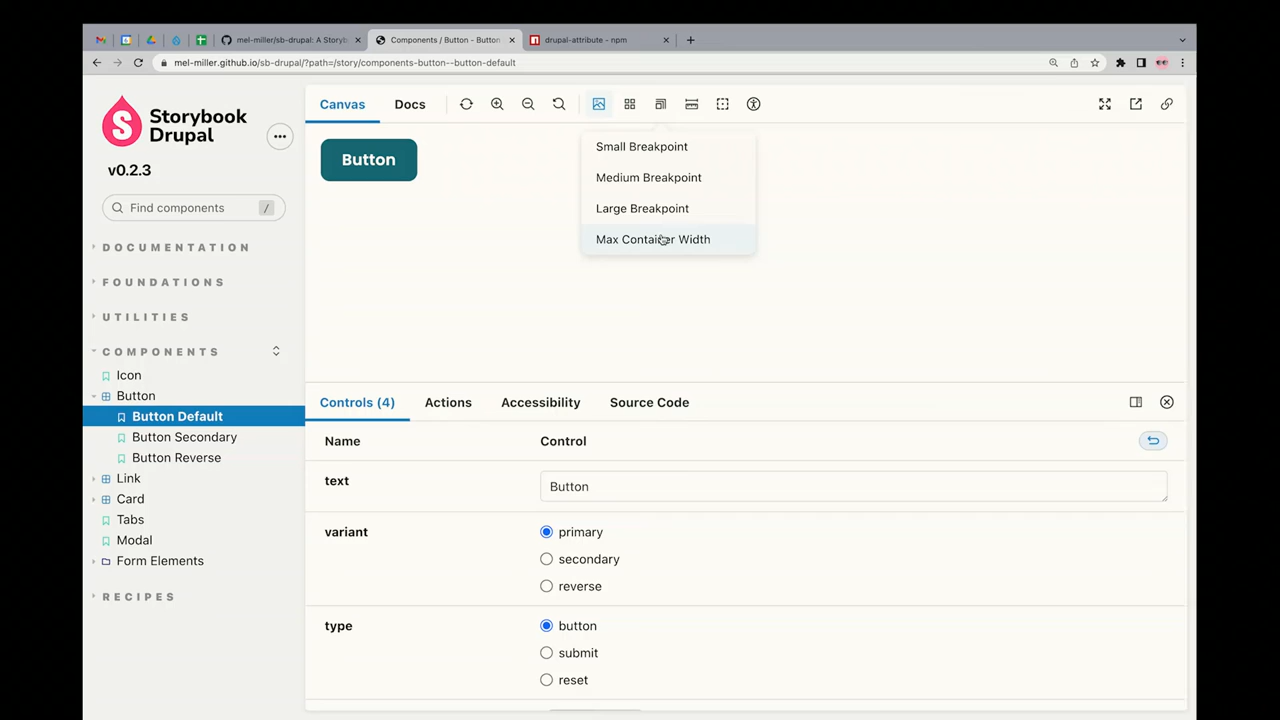 mel-miller/sb-drupal: A Storyb
Components / Button - Button
drupal-attribute - npm
mel-miller.github.io/sb-drupal/?path=/story/components-button--button-default
Storybook
Drupal
v0.2.3
Find components /
DOCUMENTATION
FOUNDATIONS
UTILITIES
COMPONENTS
Icon
Button
Button Default
Button Secondary
Button Reverse
Link
Card
Tabs
Modal
Form Elements
RECIPES
Canvas Docs
Button
Small Breakpoint
Medium Breakpoint
Large Breakpoint
Max Container Width
Controls (4) Actions Accessibility Source Code
Name Control
text Button
variant primary
secondary
reverse
type button
submit
reset